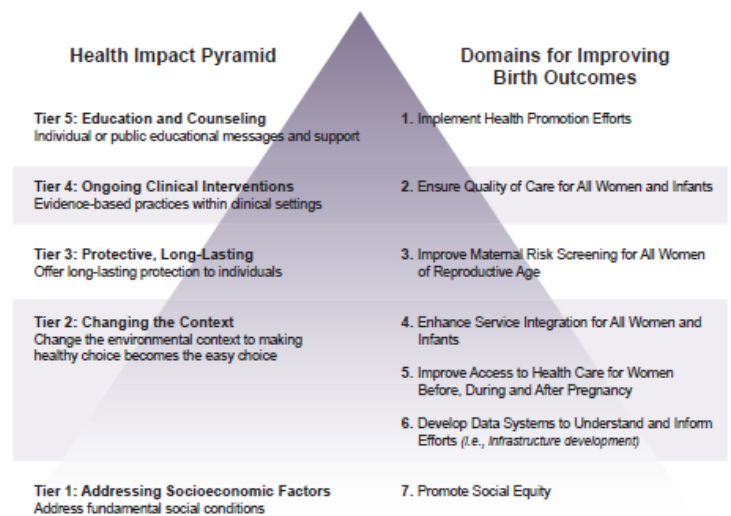 Health Impact Pyramid
Domains for Improving
Birth Outcomes
Tier 5: Education and Counseling
Individual or public educational messages and support
1. Implement Health Promotion Efforts
Tier 4: Ongoing Clinical Interventions
Evidence-based practices within clinical settings
2. Ensure Quality of Care for All Women and Infants
Tier 3: Protective, Long-Lasting
Offer long-lasting protection to individuals
3. Improve Maternal Risk Screening for All Women
of Reproductive Age
Tier 2: Changing the Context
Change the environmental context to making
healthy choice becomes the easy choice
4. Enhance Service Integration for All Women and
Infants
5. Improve Access to Health Care for Women
Before, During and After Pregnancy
6. Develop Data Systems to Understand and Inform
Efforts (i.e., Infrastructure development)
Tier 1: Addressing Socioeconomic Factors
Address fundamental social conditions
7. Promote Social Equity